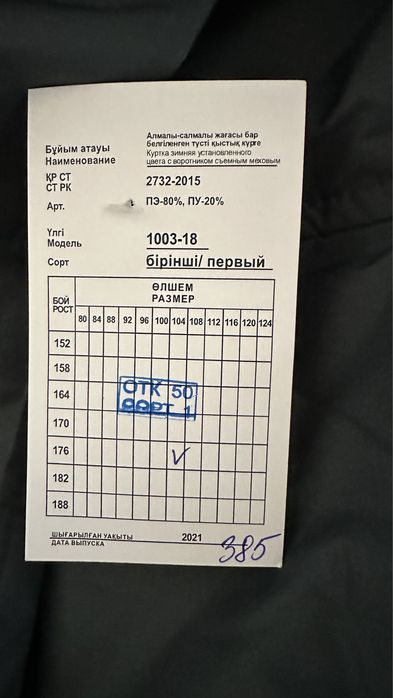 Бұйым атауы
Наименование
Алмалы-салмалы жағасы бар
белгіленген түсті қыстық күрте
Куртка зимняя установленного
цвета с воротником съемным меховым
ҚР СТ
СТ РК
2732-2015
Арт.
ПЭ-80%, ПУ-20%
Үлгі
Модель
1003-18
Сорт
бірінші/ первый
БОЙ
РОСТ
ӨЛШЕМ
РАЗМЕР
80 84 88 92 96 100 104 108 112 116 120 124
152
158
164
ОТК 50
СОРТ 1
170
176
182
188
ШЫҒАРЫЛҒАН УАҚЫТЫ
ДАТА ВЫПУСКА
2021
385